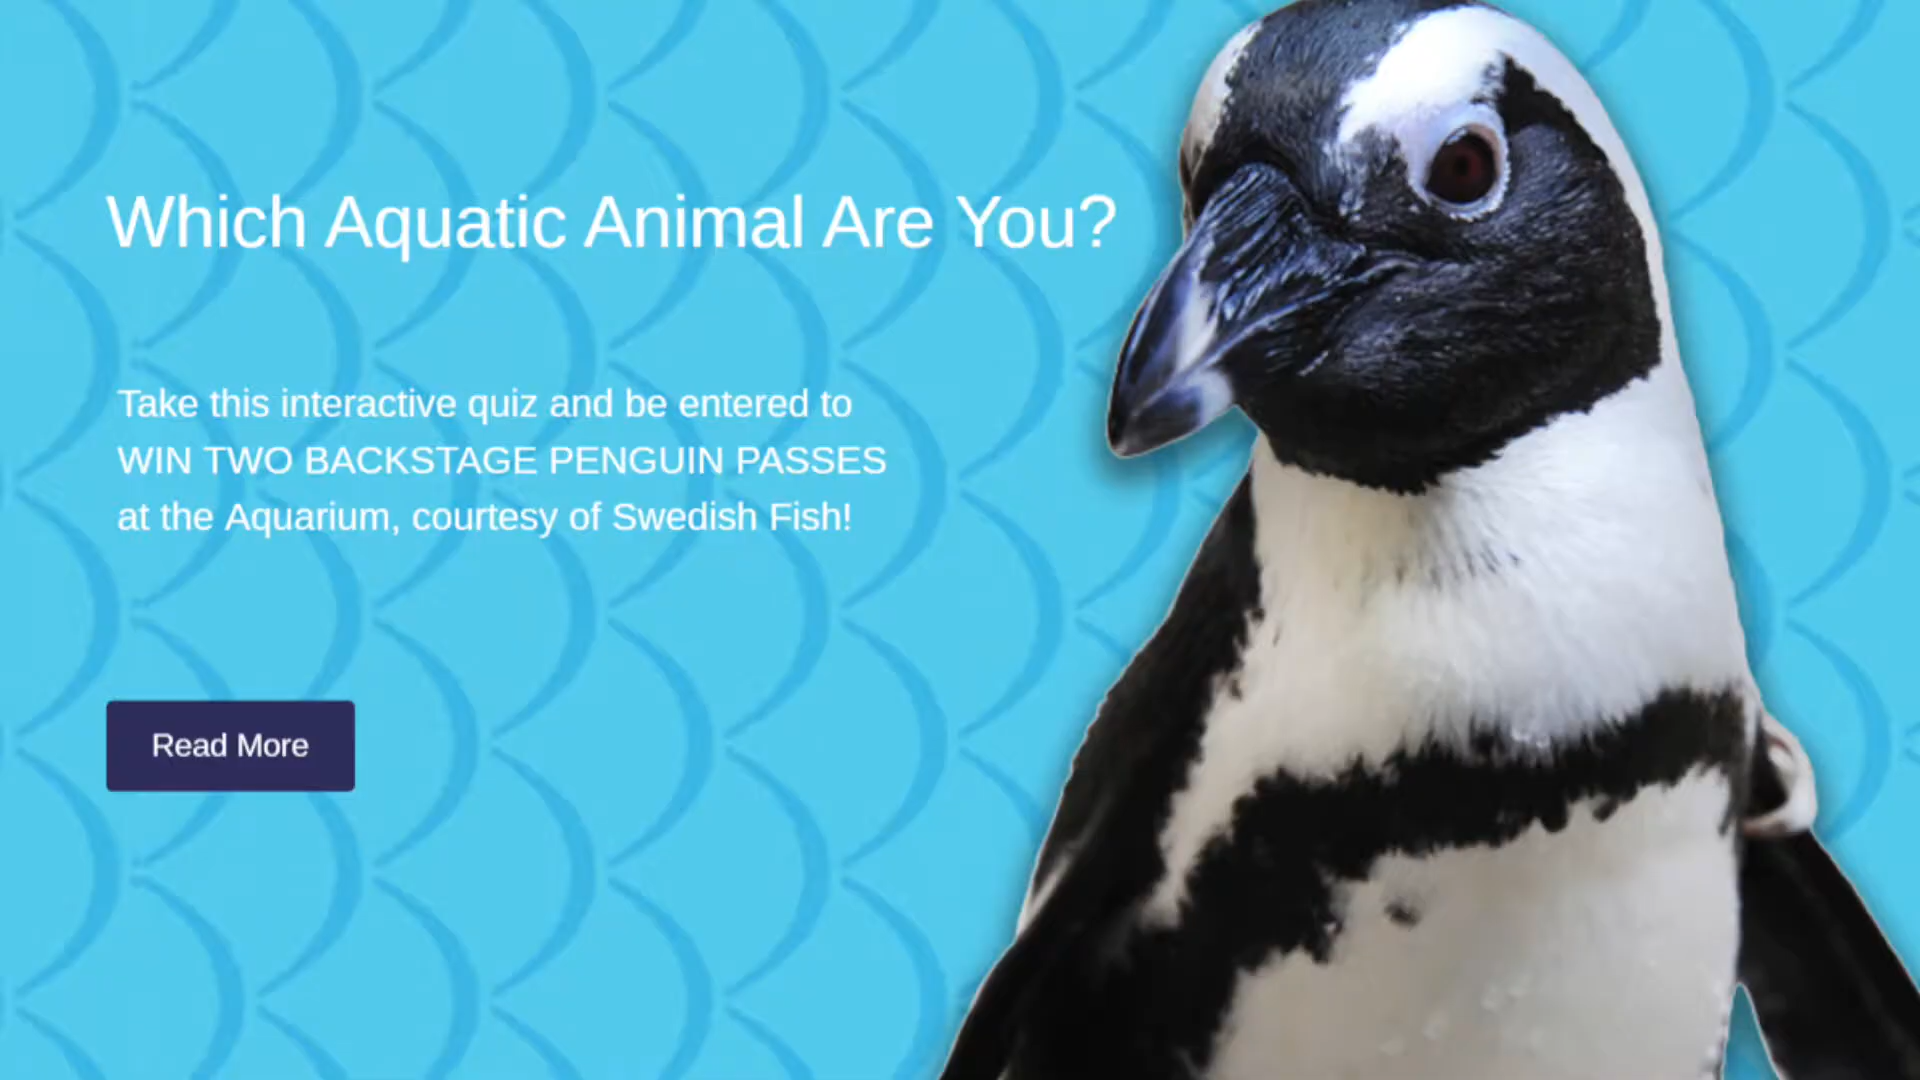 Which Aquatic Animal Are You?
Take this interactive quiz and be entered to
WIN TWO BACKSTAGE PENGUIN PASSES
at the Aquarium, courtesy of Swedish Fish!
Read More